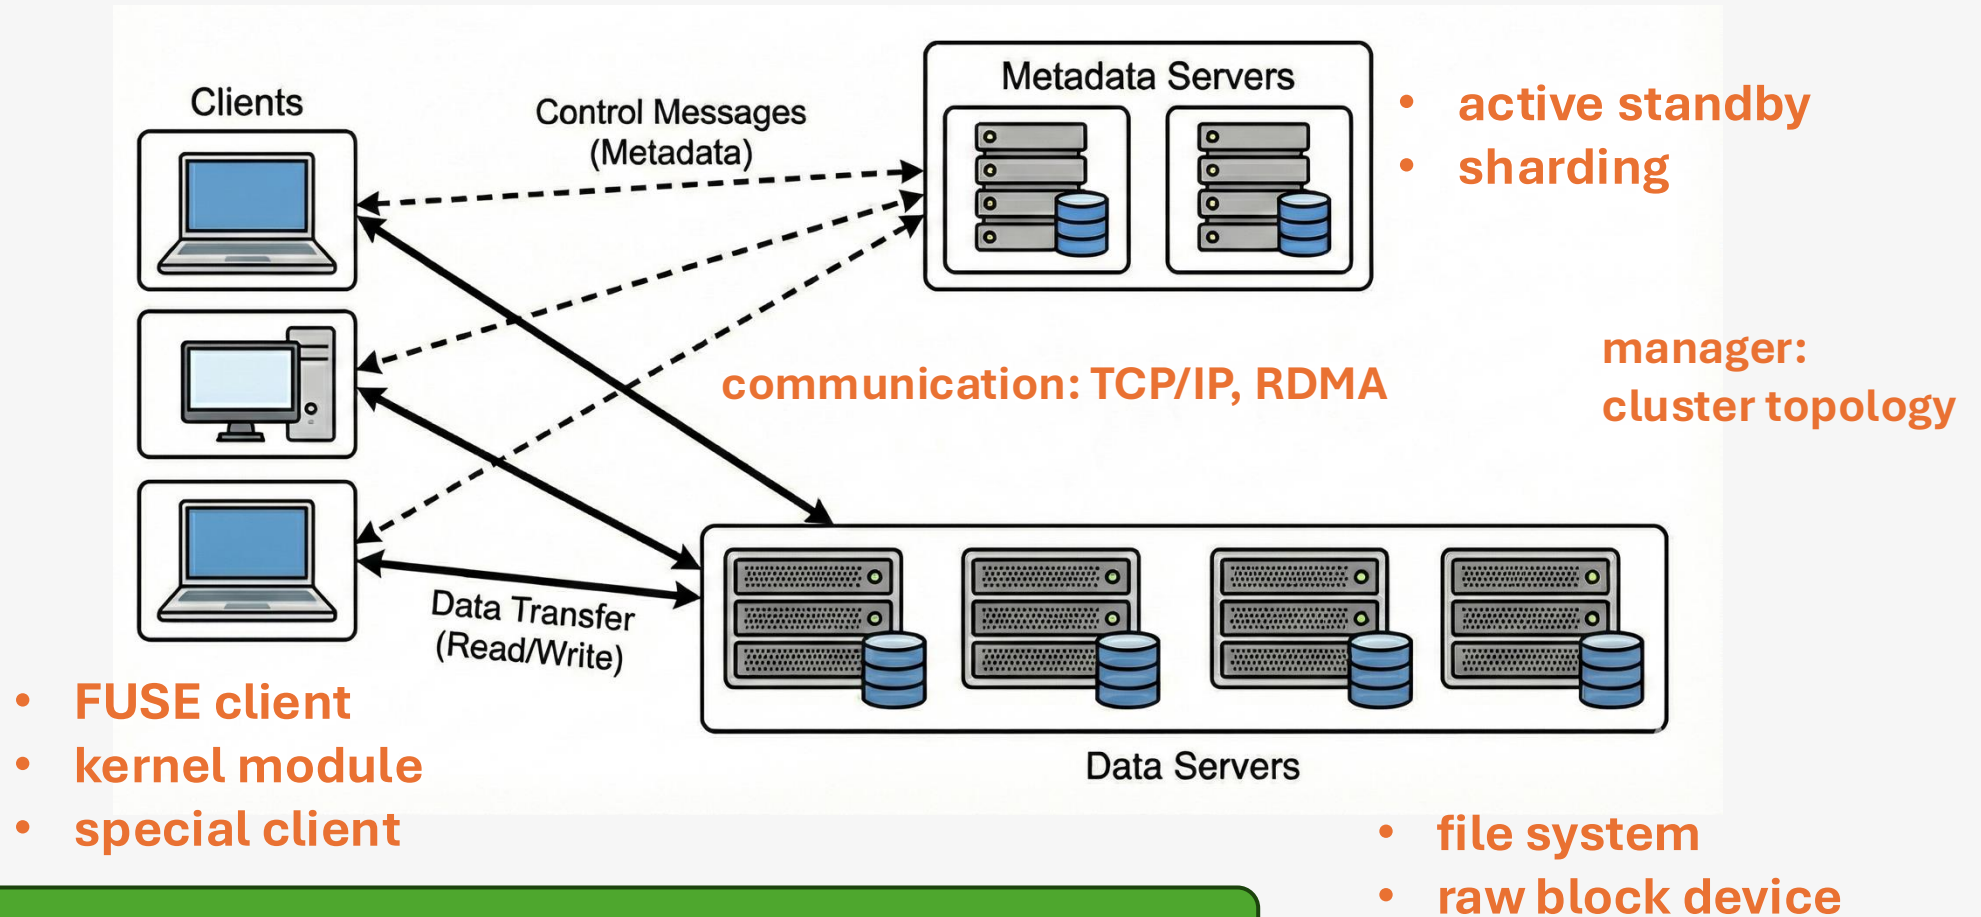 Clients
Control Messages
(Metadata)
Metadata Servers
• active standby
• sharding
manager:
cluster topology
communication: TCP/IP, RDMA
Data Transfer
(Read/Write)
Data Servers
• FUSE client
• kernel module
• special client
• file system
• raw block device